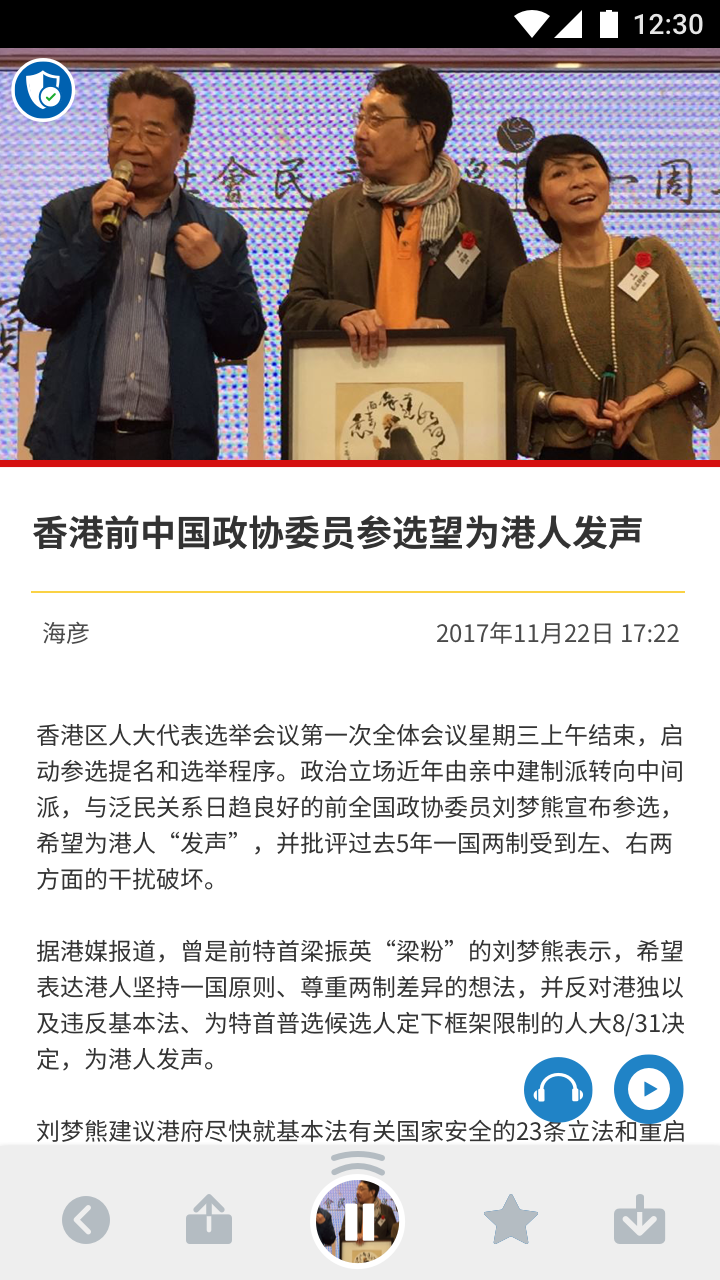 12:30
會民主
一周
香港前中国政协委员参选望为港人发声
海彦
2017年11月22日 17:22
香港区人大代表选举会议第一次全体会议星期三上午结束，启
动参选提名和选举程序。政治立场近年由亲中建制派转向中间
派，与泛民关系日趋良好的前全国政协委员刘梦熊宣布参选，
希望为港人“发声”，并批评过去5年一国两制受到左、右两
方面的干扰破坏。
据港媒报道，曾是前特首梁振英“梁粉”的刘梦熊表示，希望
表达港人坚持一国原则、尊重两制差异的想法，并反对港独以
及违反基本法、为特首普选候选人定下框架限制的人大8/31决
定，为港人发声。
刘梦熊建议港府尽快就基本法有关国家安全的23条立法和重启